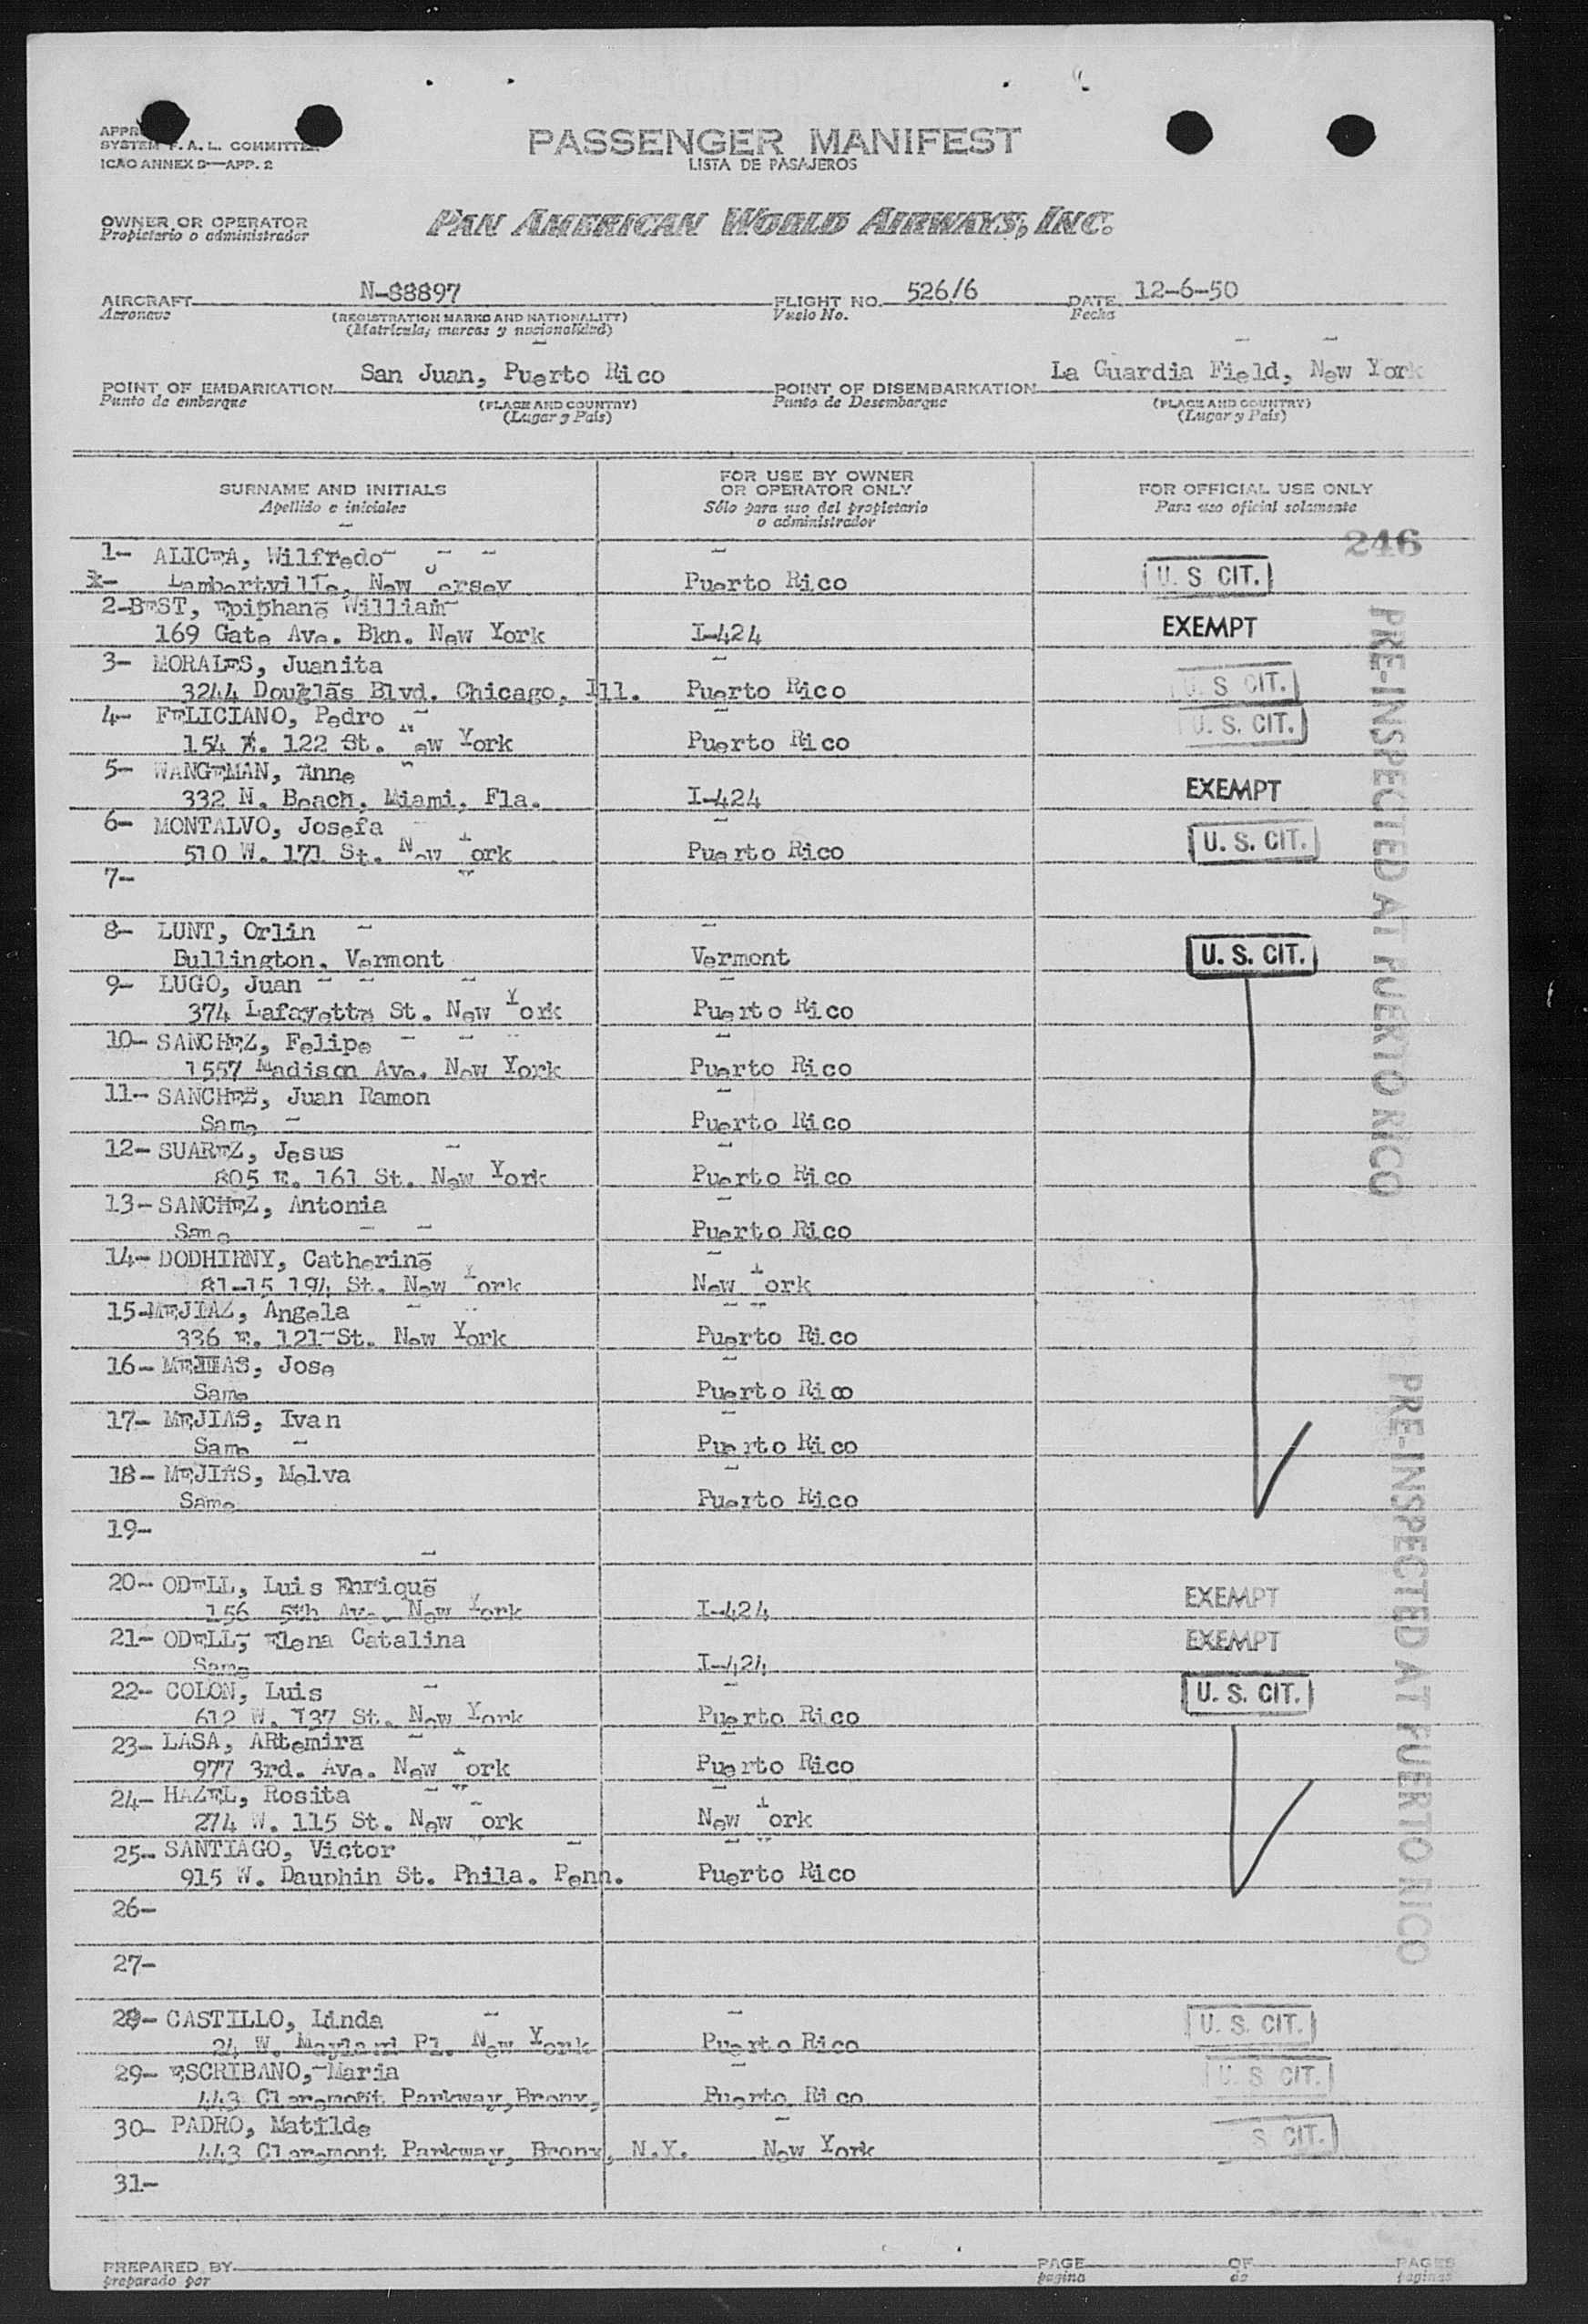 PASSENGER MANIFEST
LISTA DE PASAJEROS
SYSTEM F. A. L. COMMITTEE
ICAO ANNEX 9—APP. 2
OWNER OR OPERATOR PAN AMERICAN WORLD AIRWAYS, INC.
Propietario o administrador
AIRCRAFT N-88897 FLIGHT NO. 526/6 DATE 12-6-50
Aeronave (REGISTRATION MARKS AND NATIONALITY) Vuelo No. Fecha
(Matricula, marcas y nacionalidad)
POINT OF EMBARKATION San Juan, Puerto Rico POINT OF DISEMBARKATION La Guardia Field, New York
Punto de embarque (PLACE AND COUNTRY) Punto de Desembarque (PLACE AND COUNTRY)
(Lugar y Pais) (Lugar y Pais)
SURNAME AND INITIALS FOR USE BY OWNER OR OPERATOR ONLY FOR OFFICIAL USE ONLY
Apellido e iniciales Sólo para uso del propietario o administrador Para uso oficial solamente
246
1- ALICEA, Wilfredo
Lambertville, New Jersey Puerto Rico U. S. CIT.
2-BEST, Epiphane William
169 Gate Ave. Bkn. New York I-424 EXEMPT
3- MORALES, Juanita
3244 Douglas Blvd. Chicago, Ill. Puerto Rico U. S. CIT.
4- FELICIANO, Pedro
154 E. 122 St. New York Puerto Rico U. S. CIT.
5- WANGEMAN, Anne
332 N. Beach, Miami, Fla. I-424 EXEMPT
6- MONTALVO, Josefa
510 W. 171 St. New York Puerto Rico U. S. CIT.
7-
8- LUNT, Orlin
Bullington, Vermont Vermont U. S. CIT.
9- LUGO, Juan
374 Lafayette St. New York Puerto Rico
10- SANCHEZ, Felipe
1557 Madison Ave. New York Puerto Rico
11- SANCHEZ, Juan Ramon
Same Puerto Rico
12- SUAREZ, Jesus
805 E. 161 St. New York Puerto Rico
13- SANCHEZ, Antonia
Same Puerto Rico
14- DODHIRNY, Catherine
81-15 194 St. New York New York
15-MEJIAZ, Angela
336 E. 121 St. New York Puerto Rico
16- MEJIAS, Jose
Same Puerto Rico
17- MEJIAS, Ivan
Same Puerto Rico
18- MEJIAS, Melva
Same Puerto Rico
19-
20- ODELL, Luis Enrique
156 5th Ave. New York I-424 EXEMPT
21- ODELL, Elena Catalina EXEMPT
Same I-424
22- COLON, Luis
612 W. 137 St. New York Puerto Rico U. S. CIT.
23- LASA, ARtemira
977 3rd. Ave. New York Puerto Rico
24- HAZEL, Rosita
274 W. 115 St. New York New York
25- SANTIAGO, Victor
915 W. Dauphin St. Phila. Penn. Puerto Rico
26-
27-
28- CASTILLO, Linda U. S. CIT.
24 W. Mayland Pl. New York Puerto Rico
29- ESCRIBANO, Maria
443 Claremont Parkway, Bronx, Puerto Rico U. S. CIT.
30- PADRO, Matilde
443 Claremont Parkway, Bronx, N.Y. New York S. CIT.
31-
PRE-INSPECTED AT PUERTO RICO
PRE-INSPECTED AT PUERTO RICO
PREPARED BY PAGE OF PAGES
preparado por pagina de paginas